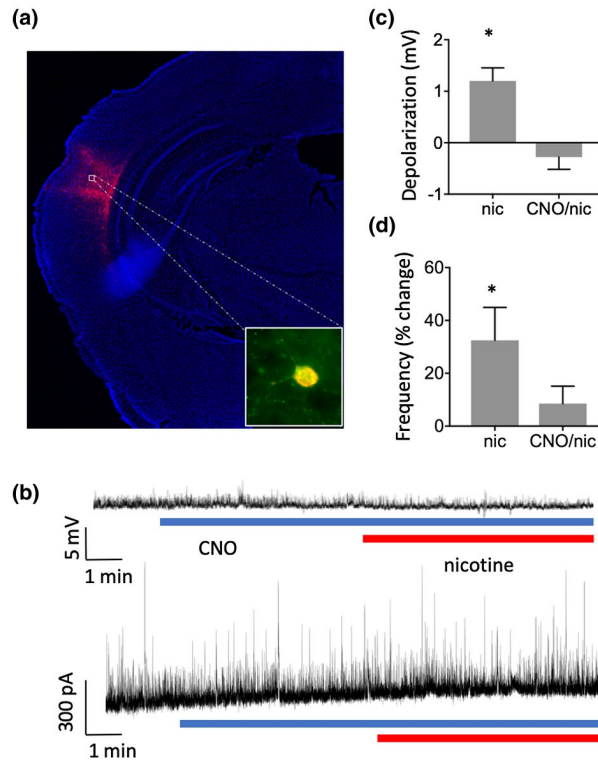 (a)
(c)
Depolarization (mV)
2
1
0
-1
*
nic
CNO/nic
(d)
Frequency (% change)
60
40
20
0
*
nic
CNO/nic
(b)
5 mV
1 min
CNO
nicotine
300 pA
1 min